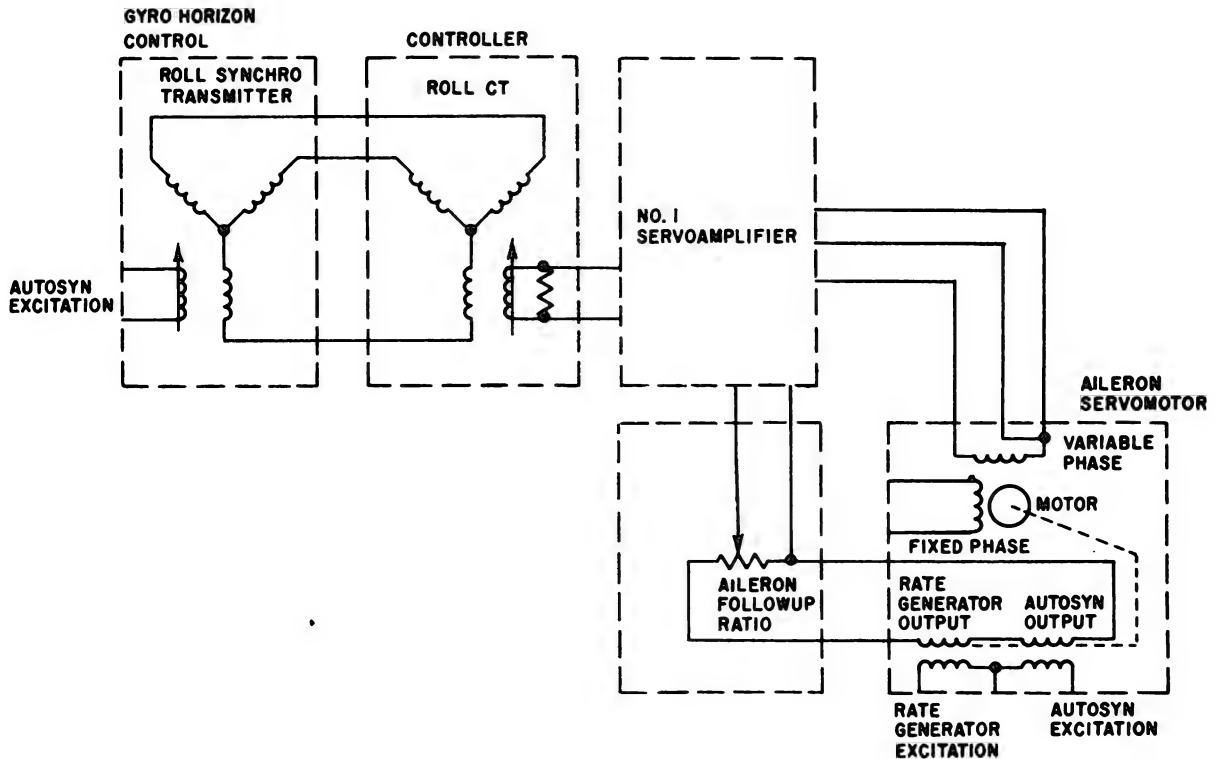 GYRO HORIZON
CONTROL
CONTROLLER
ROLL SYNCHRO
TRANSMITTER
ROLL CT
AUTOSYN
EXCITATION
NO. 1
SERVOAMPLIFIER
AILERON
SERVOMOTOR
VARIABLE
PHASE
MOTOR
FIXED PHASE
AILERON
FOLLOWUP
RATIO
RATE
GENERATOR
OUTPUT
AUTOSYN
OUTPUT
RATE
GENERATOR
EXCITATION
AUTOSYN
EXCITATION